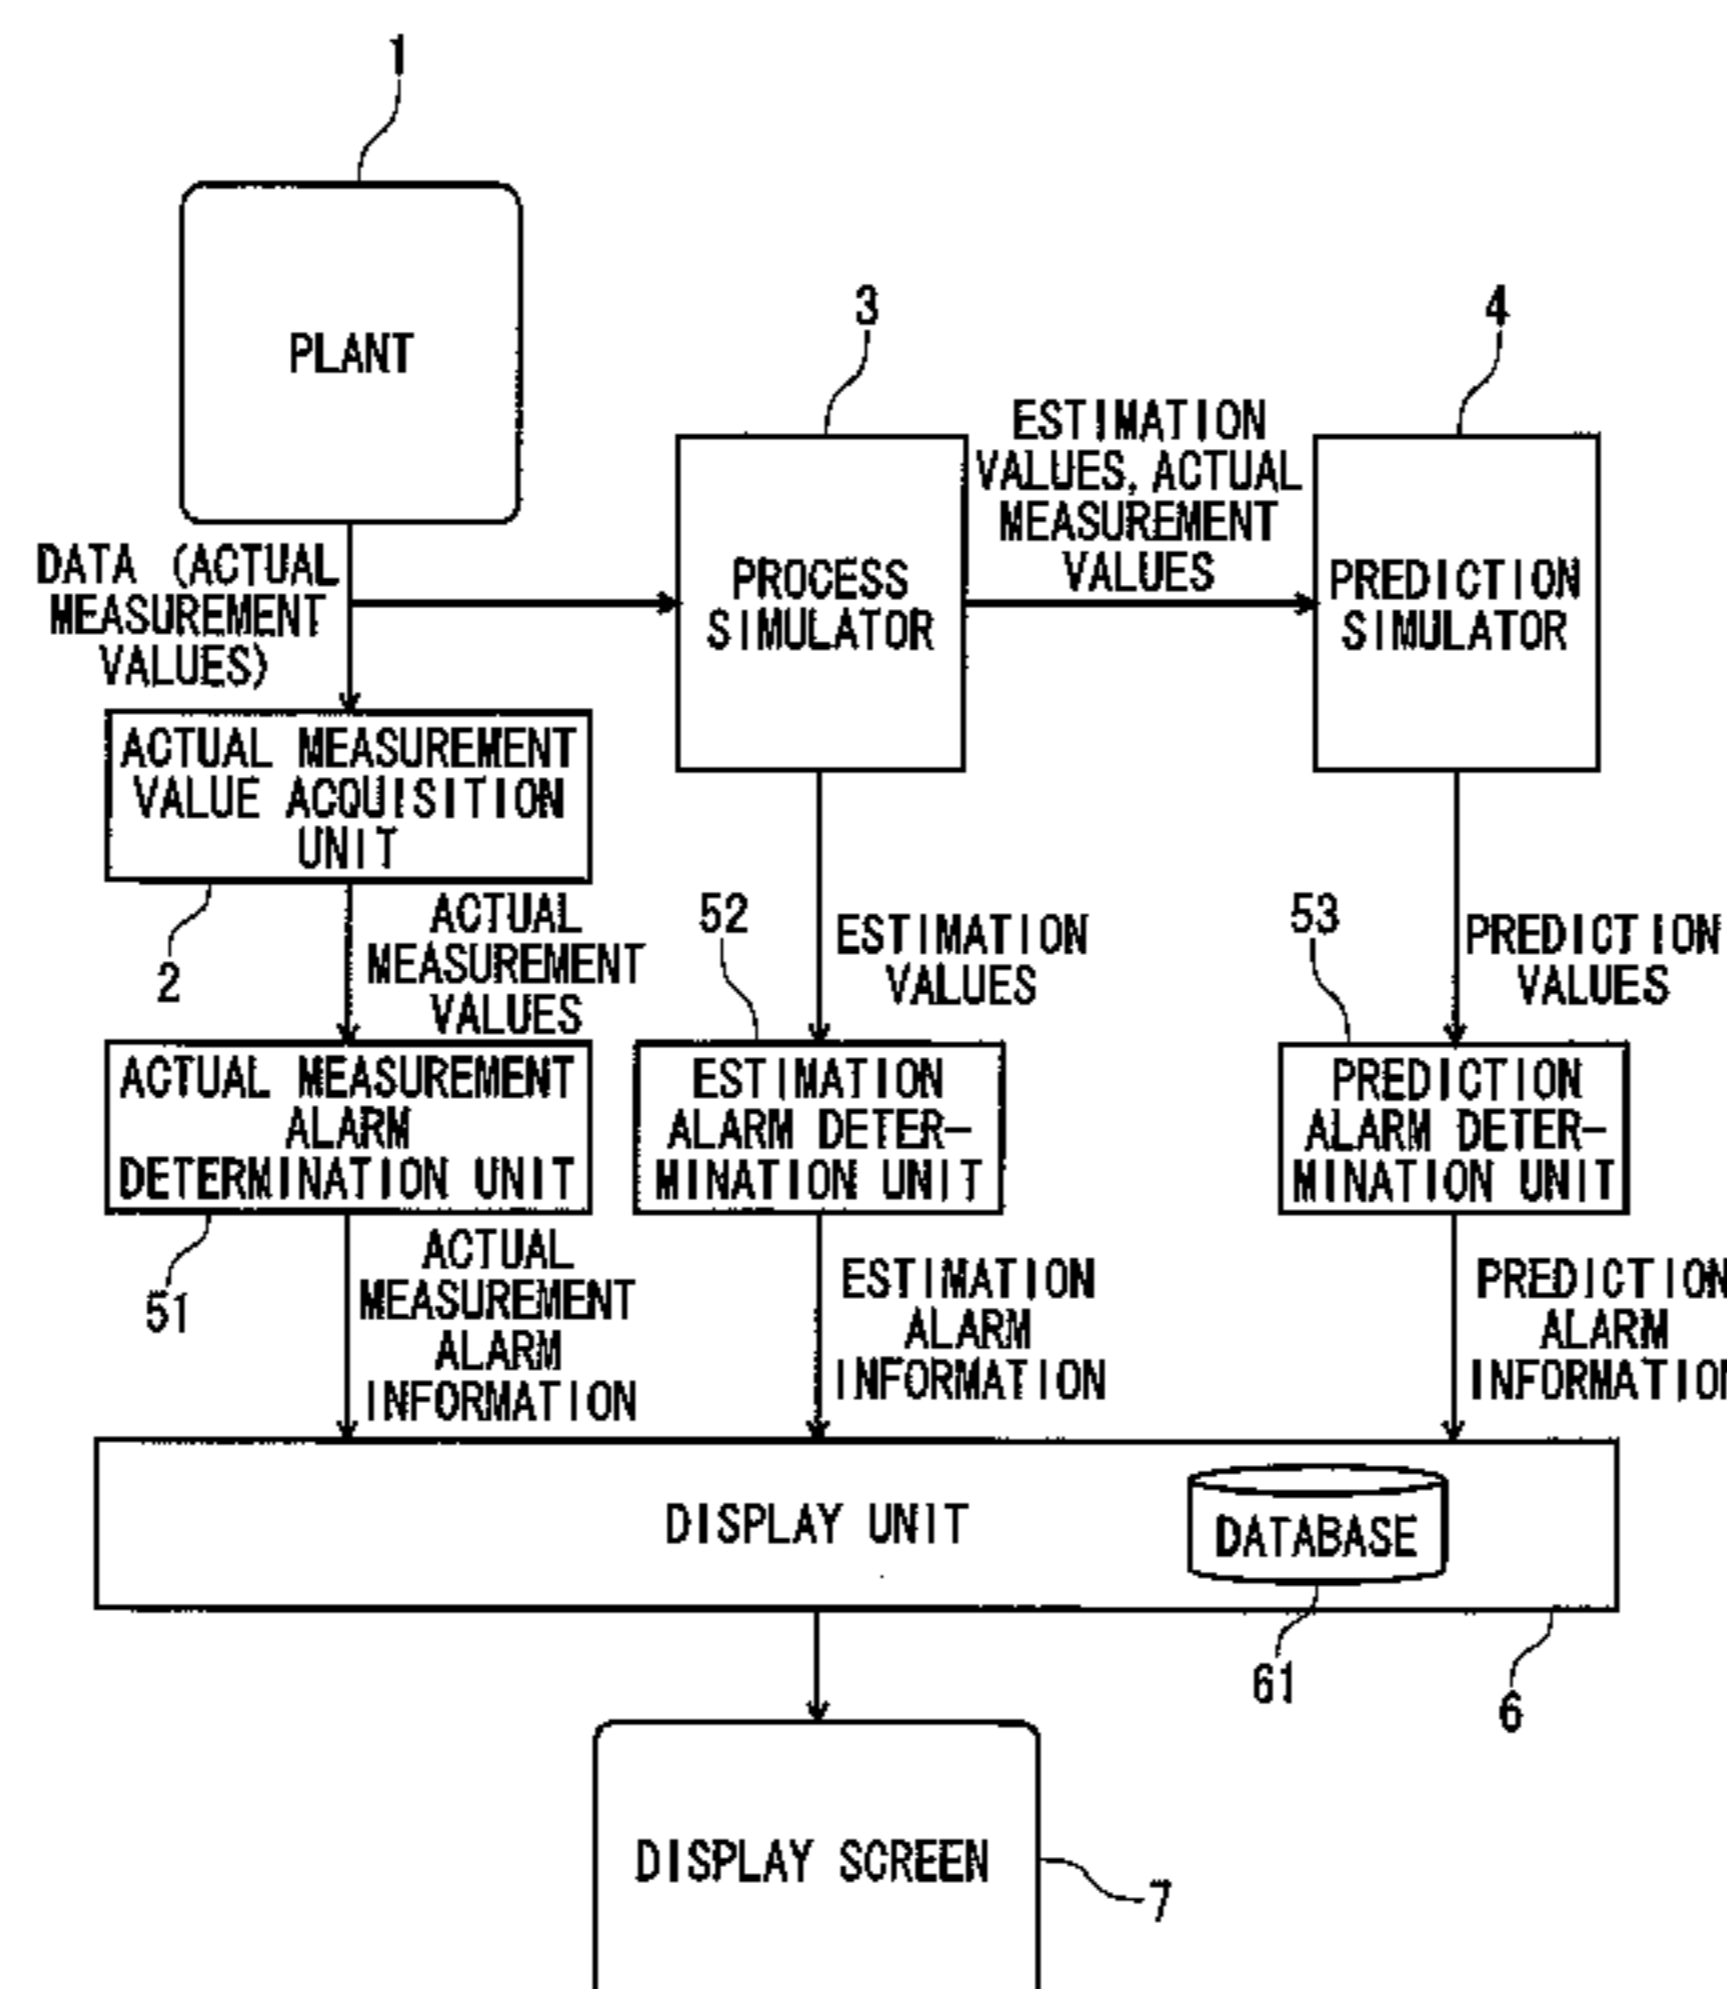 1
PLANT
3
4
ESTIMATION
VALUES, ACTUAL
MEASUREMENT
VALUES
DATA (ACTUAL
MEASUREMENT
VALUES)
PROCESS
SIMULATOR
PREDICTION
SIMULATOR
ACTUAL MEASUREMENT
VALUE ACQUISITION
UNIT
2
ACTUAL
MEASUREMENT
VALUES
52
ESTIMATION
VALUES
53
PREDICTION
VALUES
ACTUAL MEASUREMENT
ALARM
DETERMINATION UNIT
ESTIMATION
ALARM DETER-
MINATION UNIT
PREDICTION
ALARM DETER-
MINATION UNIT
51
ACTUAL
MEASUREMENT
ALARM
INFORMATION
ESTIMATION
ALARM
INFORMATION
PREDICTION
ALARM
INFORMATION
DISPLAY UNIT
DATABASE
61
6
DISPLAY SCREEN
7